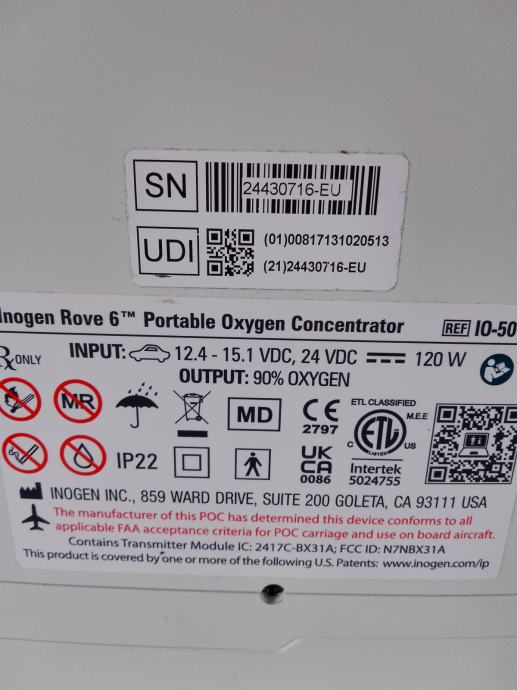 SN
24430716-EU
UDI
(01)00817131020513
(21)24430716-EU
Inogen Rove 6™ Portable Oxygen Concentrator REF IO-50
Rx ONLY
INPUT: 12.4 - 15.1 VDC, 24 VDC 120 W
OUTPUT: 90% OXYGEN
MR
MD
CE
2797
ETL CLASSIFIED
M.E.E
C ETL US
LISTED
Intertek
5024755
IP22
UK
CA
0086
INOGEN INC., 859 WARD DRIVE, SUITE 200 GOLETA, CA 93111 USA
The manufacturer of this POC has determined this device conforms to all
applicable FAA acceptance criteria for POC carriage and use on board aircraft.
Contains Transmitter Module IC: 2417C-BX31A; FCC ID: N7NBX31A
This product is covered by one or more of the following U.S. Patents: www.inogen.com/ip